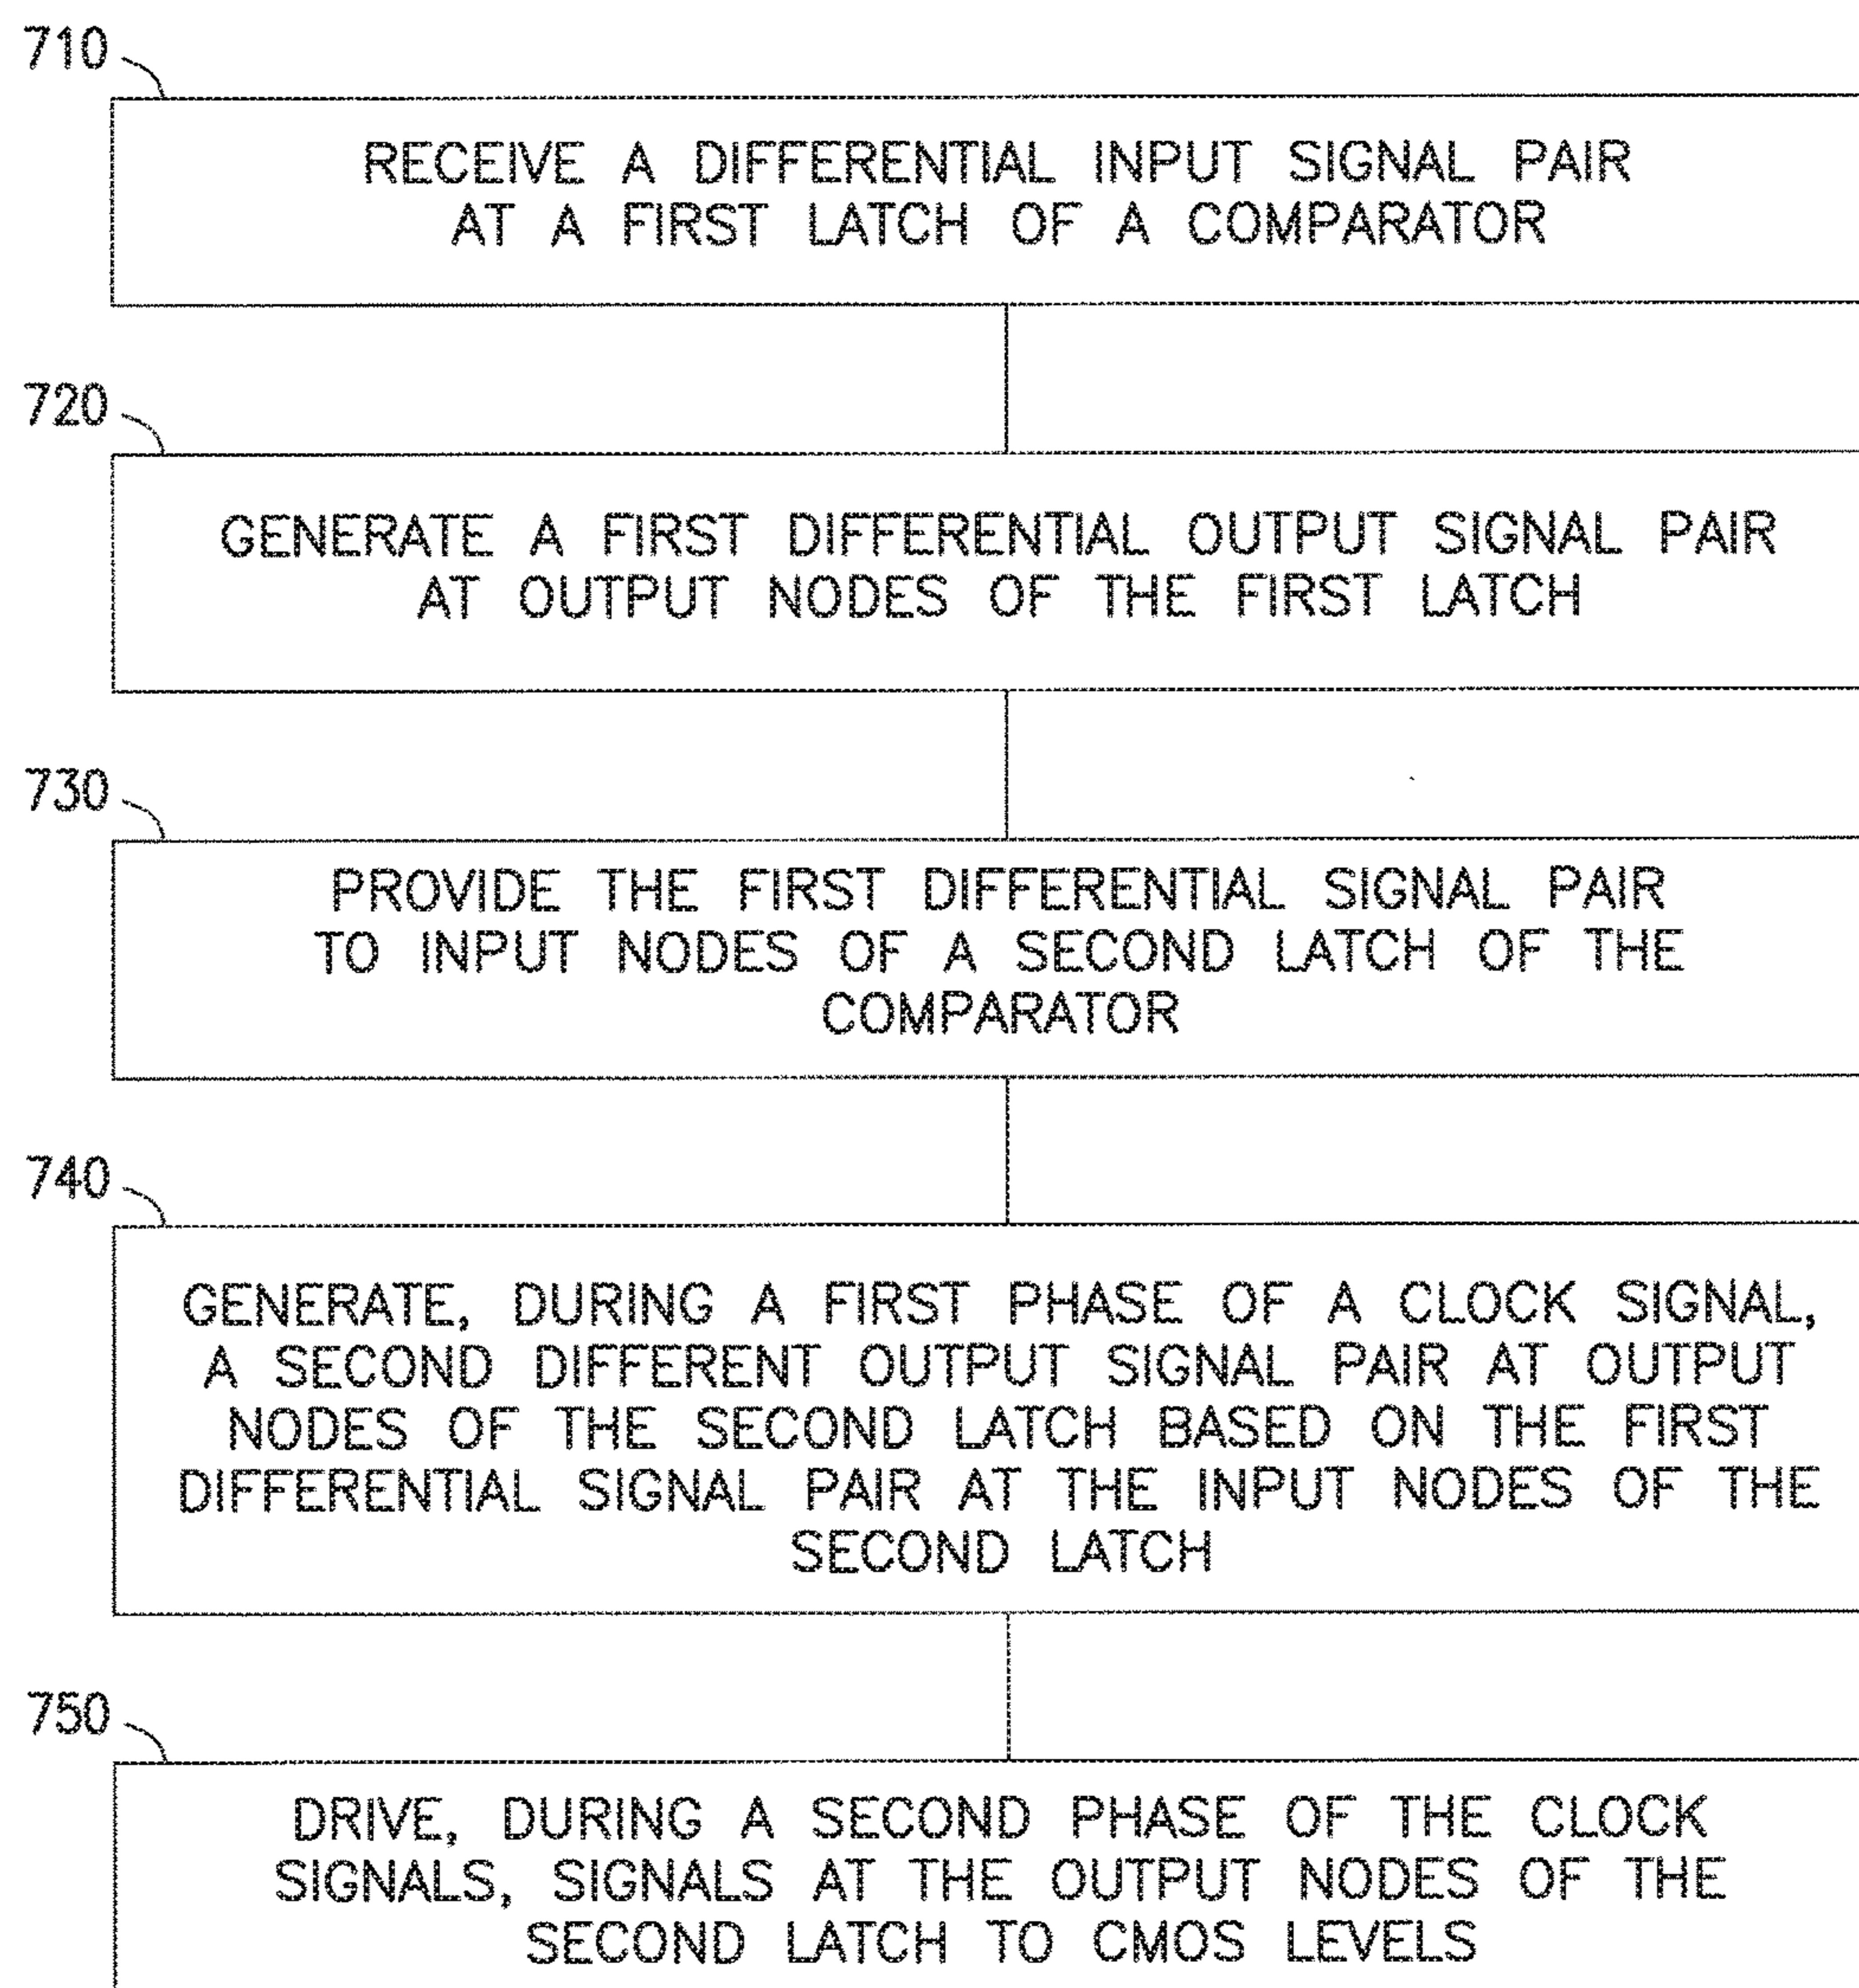 710
RECEIVE A DIFFERENTIAL INPUT SIGNAL PAIR
AT A FIRST LATCH OF A COMPARATOR
720
GENERATE A FIRST DIFFERENTIAL OUTPUT SIGNAL PAIR
AT OUTPUT NODES OF THE FIRST LATCH
730
PROVIDE THE FIRST DIFFERENTIAL SIGNAL PAIR
TO INPUT NODES OF A SECOND LATCH OF THE
COMPARATOR
740
GENERATE, DURING A FIRST PHASE OF A CLOCK SIGNAL,
A SECOND DIFFERENT OUTPUT SIGNAL PAIR AT OUTPUT
NODES OF THE SECOND LATCH BASED ON THE FIRST
DIFFERENTIAL SIGNAL PAIR AT THE INPUT NODES OF THE
SECOND LATCH
750
DRIVE, DURING A SECOND PHASE OF THE CLOCK
SIGNALS, SIGNALS AT THE OUTPUT NODES OF THE
SECOND LATCH TO CMOS LEVELS